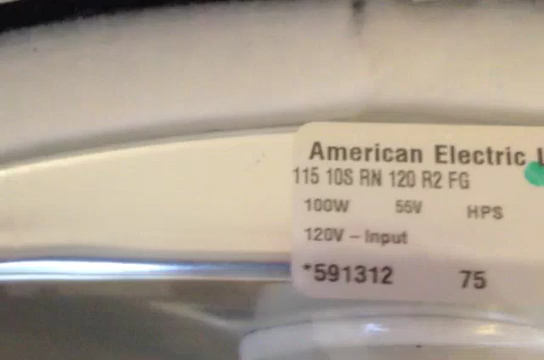 American Electric L
115 10S RN 120 R2 FG
100W 55V HPS
120V – Input
*591312 75